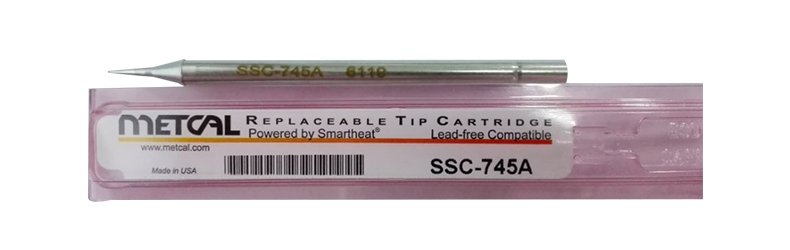 SSC-745A 6119
METCAL REPLACEABLE TIP CARTRIDGE
Powered by Smartheat® Lead-free Compatible
www.metcal.com
Made in USA
SSC-745A